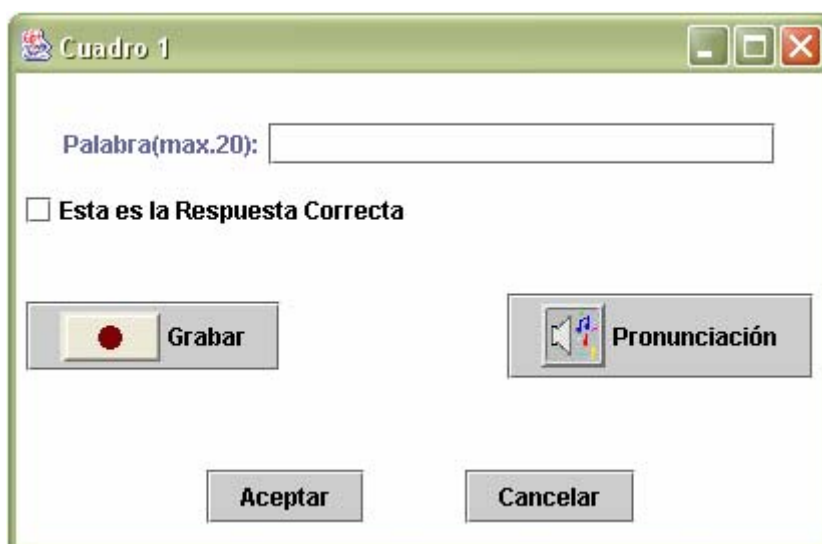 Cuadro 1
Palabra(max.20):
Esta es la Respuesta Correcta
Grabar Pronunciación
Aceptar Cancelar